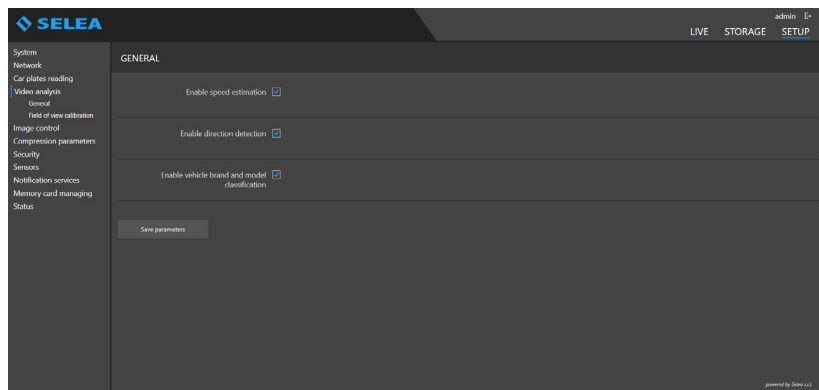 SELEA
admin
LIVE STORAGE SETUP
System
Network
Car plates reading
Video analysis
General
Field of view calibration
Image control
Compression parameters
Security
Sensors
Notification services
Memory card managing
Status
GENERAL
Enable speed estimation
Enable direction detection
Enable vehicle brand and model
classification
Save parameters
powered by Selea s.r.l.